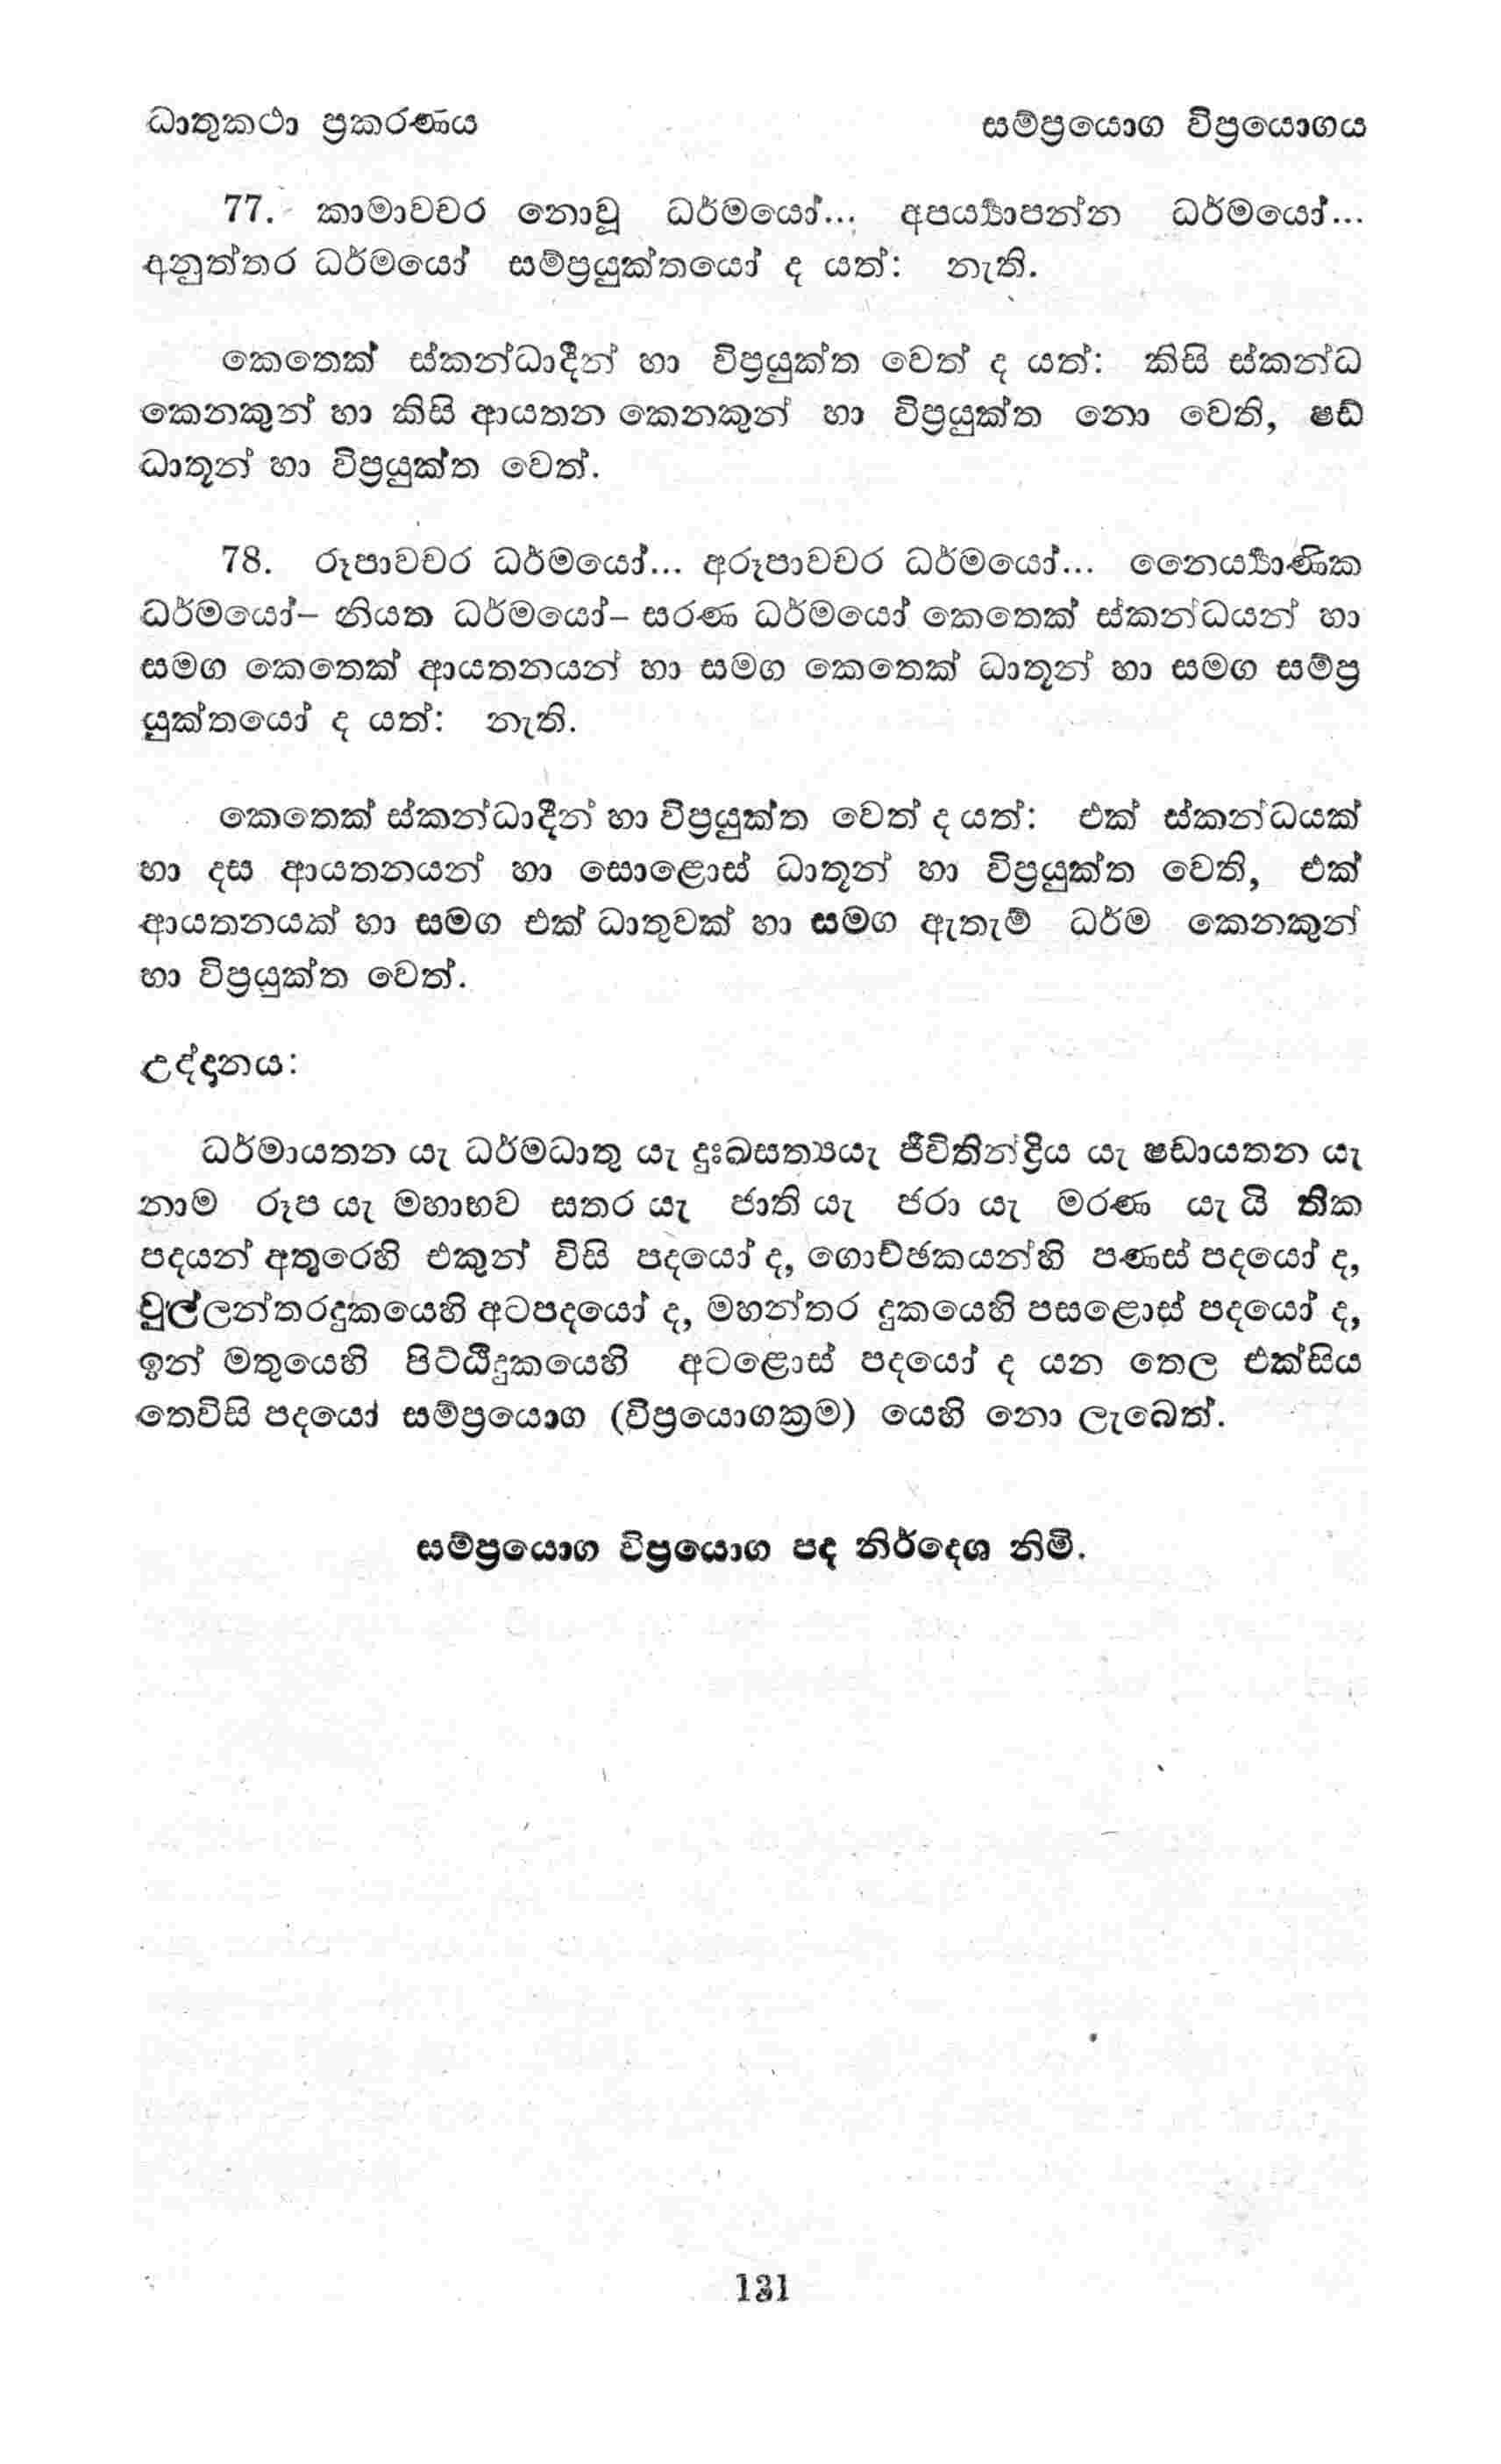 ධාතුකථා ප්‍රකරණය
සම්ප්‍රයොග විප්‍රයොගය
77. කාමාවචර නොවූ ධර්මයෝ... අපර්‍ය්‍යාපන්න ධර්මයෝ...
අනුත්තර ධර්මයෝ සම්ප්‍රයුක්තයෝ ද යත්: නැති.
කෙතෙක් ස්කන්ධාදීන් හා විප්‍රයුක්ත වෙත් ද යත්: කිසි ස්කන්ධ
කෙනකුන් හා කිසි ආයතන කෙනකුන් හා විප්‍රයුක්ත නො වෙති, ෂඩ්
ධාතූන් හා විප්‍රයුක්ත වෙත්.
78. රූපාවචර ධර්මයෝ... අරූපාවචර ධර්මයෝ... නෛර්‍ය්‍යාණික
ධර්මයෝ– නියත ධර්මයෝ– සරණ ධර්මයෝ කෙතෙක් ස්කන්ධයන් හා
සමග කෙතෙක් ආයතනයන් හා සමග කෙතෙක් ධාතූන් හා සමග සම්ප්‍ර
යුක්තයෝ ද යත්: නැති.
කෙතෙක් ස්කන්ධාදීන් හා විප්‍රයුක්ත වෙත් ද යත්: එක් ස්කන්ධයක්
හා දස ආයතනයන් හා සොළොස් ධාතූන් හා විප්‍රයුක්ත වෙති, එක්
ආයතනයක් හා සමග එක් ධාතුවක් හා සමග ඇතැම් ධර්ම කෙනකුන්
හා විප්‍රයුක්ත වෙත්.
උද්දානය:
ධර්මායතන යැ ධර්මධාතු යැ දුඃඛසත්‍යයැ ජීවිතින්ද්‍රිය යැ ෂඩායතන යැ
නාම රූප යැ මහාභව සතර යැ ජාති යැ ජරා යැ මරණ යැ යි තික
පදයන් අතුරෙහි එකුන් විසි පදයෝ ද, ගොච්ඡකයන්හි පණස් පදයෝ ද,
චුල්ලන්තරදුකයෙහි අටපදයෝ ද, මහන්තර දුකයෙහි පසළොස් පදයෝ ද,
ඉන් මතුයෙහි පිට්ඨිදුකයෙහි අටළොස් පදයෝ ද යන තෙල එක්සිය
තෙවිසි පදයෝ සම්ප්‍රයොග (විප්‍රයොගක්‍රම) යෙහි නො ලැබෙත්.
සම්ප්‍රයොග විප්‍රයොග පද නිර්දෙශ නිමි.
131